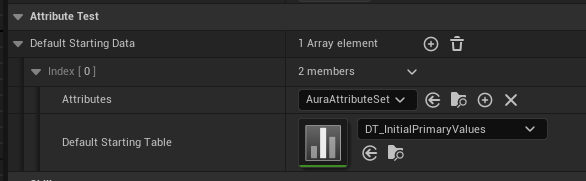 Attribute Test
Default Starting Data 1 Array element
Index [ 0 ] 2 members
Attributes AuraAttributeSet
Default Starting Table DT_InitialPrimaryValues